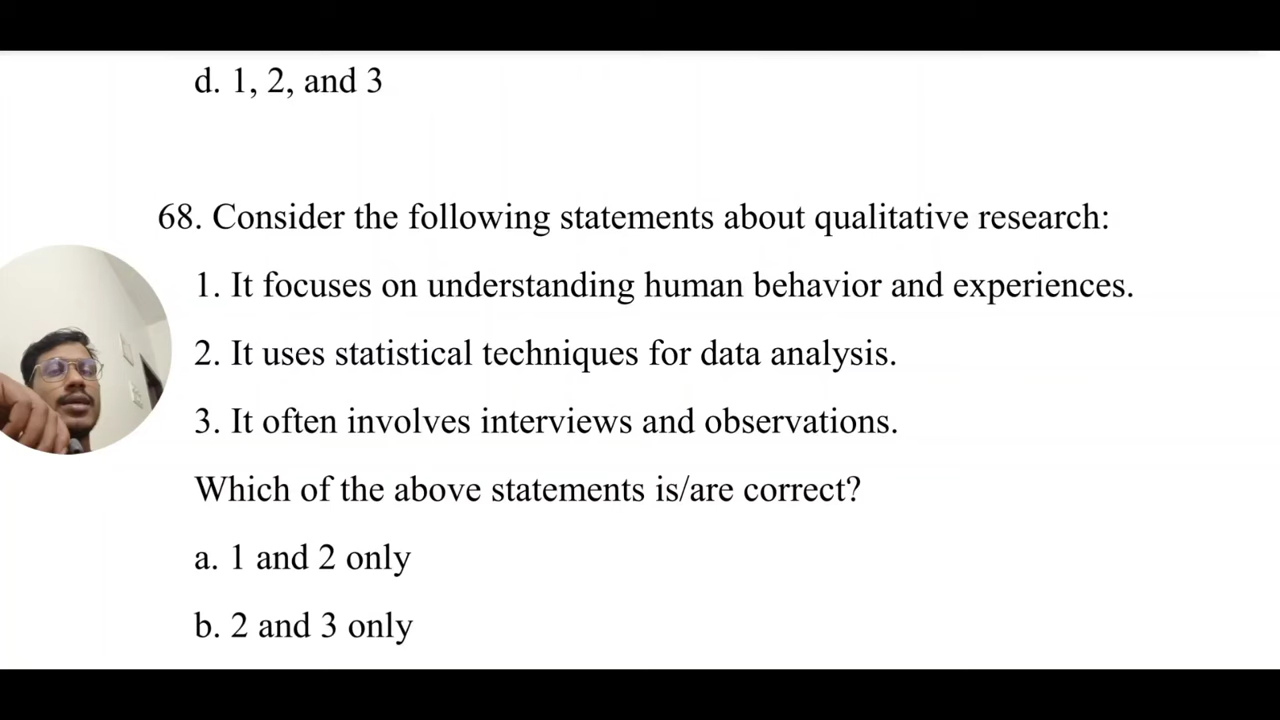 d. 1, 2, and 3
68. Consider the following statements about qualitative research:
1. It focuses on understanding human behavior and experiences.
2. It uses statistical techniques for data analysis.
3. It often involves interviews and observations.
Which of the above statements is/are correct?
a. 1 and 2 only
b. 2 and 3 only